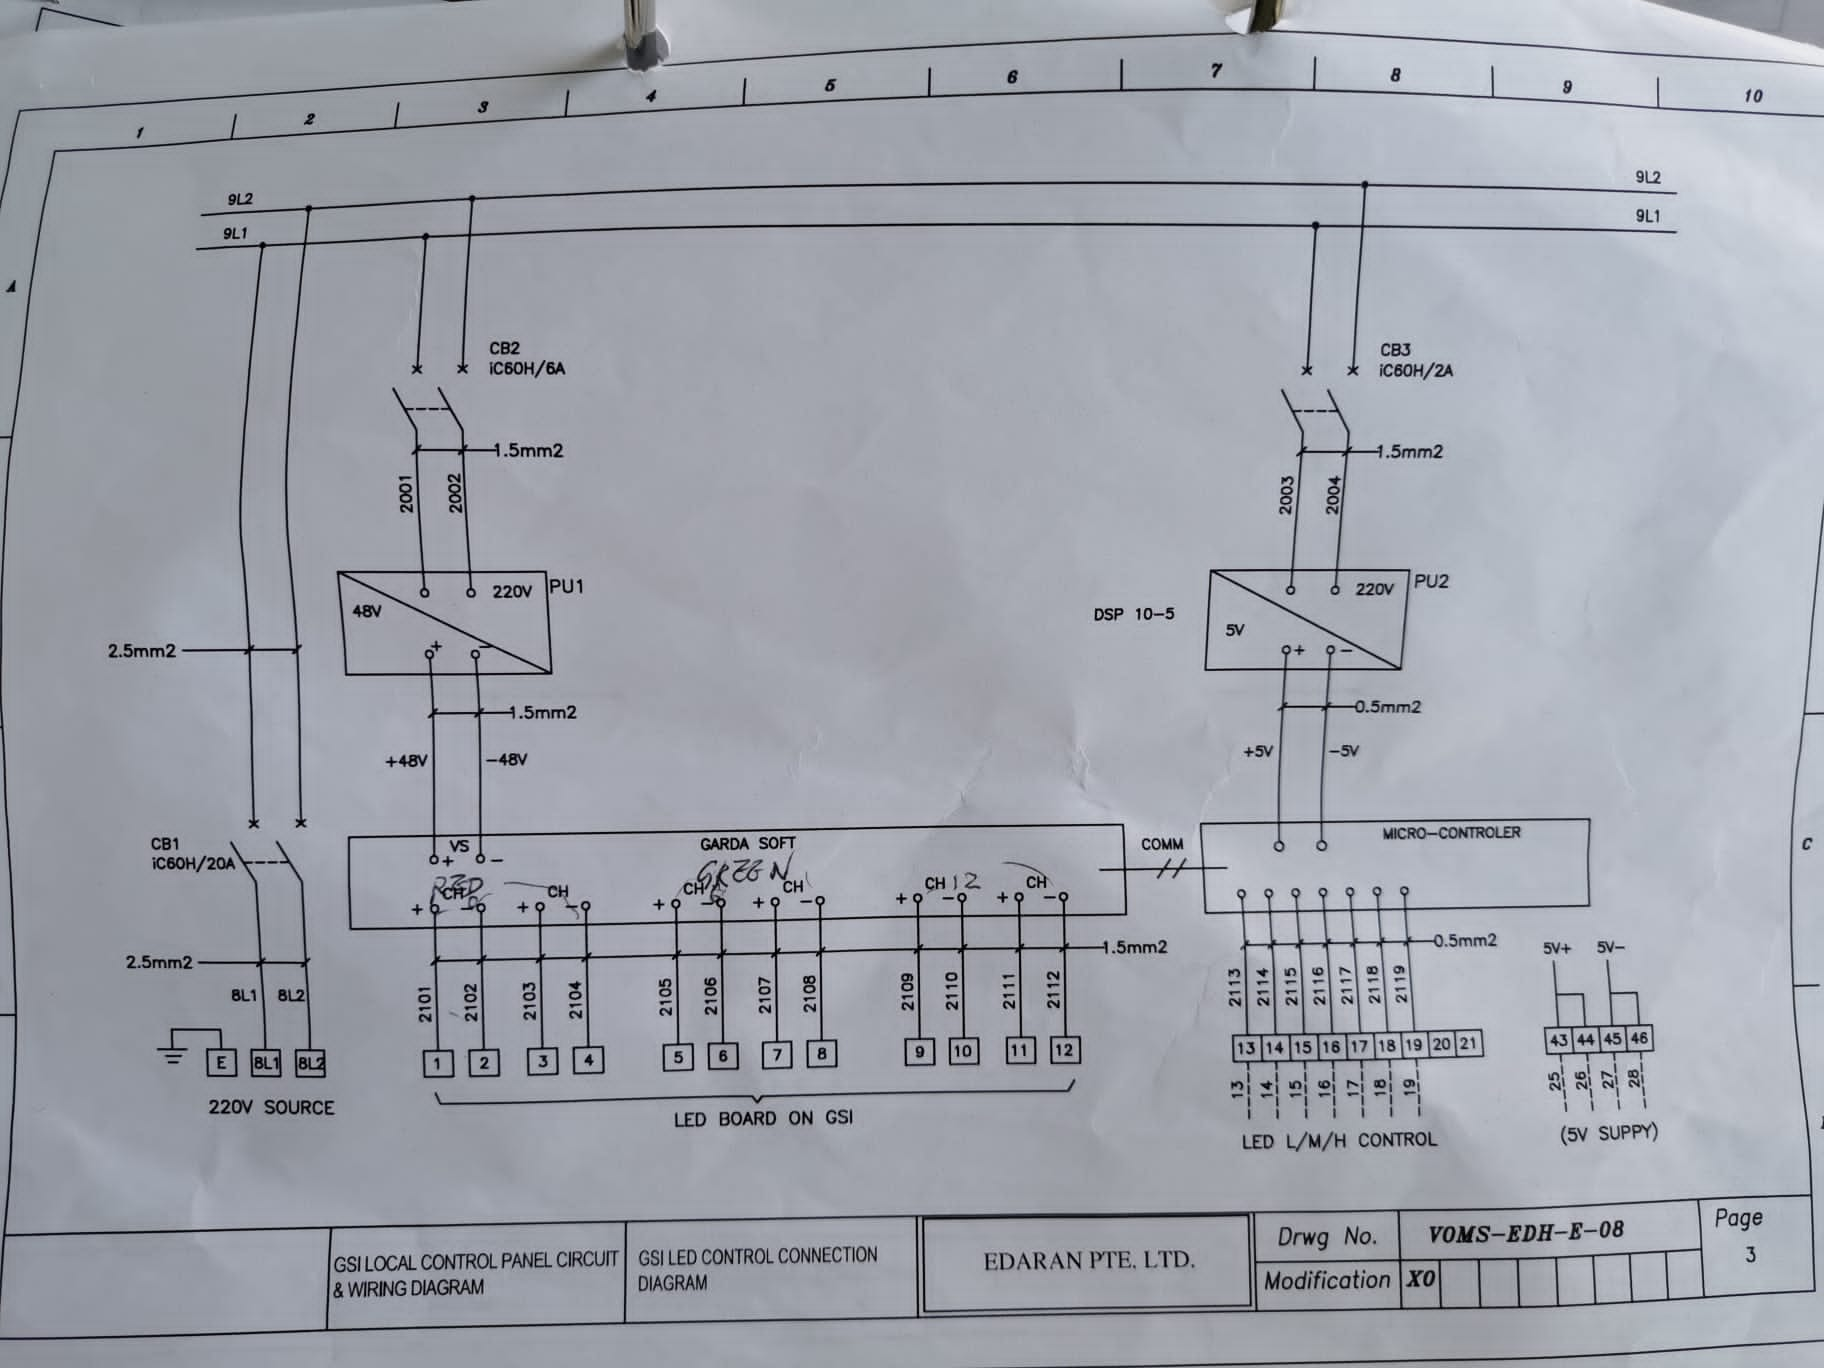 1 2 3 4 5 6 7 8 9 10
A
9L2 9L2
9L1 9L1
CB2
iC60H/6A
CB3
iC60H/2A
1.5mm2 1.5mm2
2001 2002 2003 2004
48V 220V PU1
DSP 10-5 5V 220V PU2
+ - + -
2.5mm2
1.5mm2 0.5mm2
+48V -48V +5V -5V
CB1
iC60H/20A
VS GARDA SOFT
+ -
COMM
MICRO-CONTROLER
C
RED GREEN 12
CH CH CH CH CH CH
+ - + - + - + - + - + -
2.5mm2
1.5mm2 0.5mm2
5V+ 5V-
8L1 8L2
2101 2102 2103 2104 2105 2106 2107 2108 2109 2110 2111 2112
2113 2114 2115 2116 2117 2118 2119
E 8L1 8L2
1 2 3 4 5 6 7 8 9 10 11 12
13 14 15 16 17 18 19 20 21
43 44 45 46
13 14 15 16 17 18 19
25 26 27 28
220V SOURCE
LED BOARD ON GSI
LED L/M/H CONTROL
(5V SUPPY)
GSI LOCAL CONTROL PANEL CIRCUIT
& WIRING DIAGRAM
GSI LED CONTROL CONNECTION
DIAGRAM
EDARAN PTE. LTD.
Drwg No. VOMS-EDH-E-08
Modification X0
Page
3